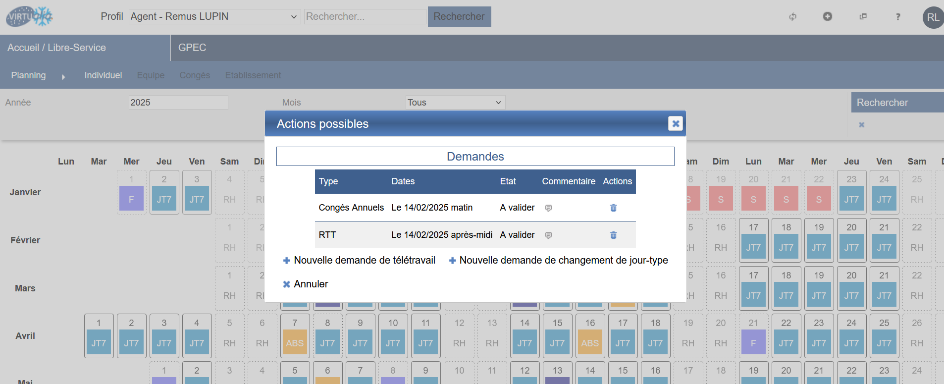 VIRTUALIC Profil Agent - Remus LUPIN Rechercher... Rechercher ? RL
Accueil / Libre-Service GPEC
Planning Individuel Equipe Congés Etablissement
Année 2025 Mois Tous Rechercher
Actions possibles
Demandes
Type Dates Etat Commentaire Actions
Congés Annuels Le 14/02/2025 matin A valider
RTT Le 14/02/2025 après-midi A valider
Nouvelle demande de télétravail Nouvelle demande de changement de jour-type
Annuler
Lun Mar Mer Jeu Ven Sam Dim Lun Mar Mer Jeu Ven Sam
Janvier
1 2 3 4 5 19 20 21 22 23 24 25
F JT7 JT7 RH RH S S S S JT7 JT7 RH
Février
1 2 17 18 19 20 21 22
RH RH JT7 JT7 JT7 JT7 JT7 RH
Mars
1 2 17 18 19 20 21 22
RH RH JT7 JT7 JT7 JT7 JT7 RH
Avril
1 2 3 4 5 6 7 8 9 10 11 12 13 14 15 16 17 18 19 20 21 22 23 24 25 26
JT7 JT7 JT7 JT7 RH RH ABS JT7 JT7 JT7 JT7 RH RH JT7 JT7 ABS JT7 JT7 RH RH F JT7 JT7 JT7 JT7 RH
Mai
1 2 3 4 5 6 7 8 9 10 11 12 13 14 15 16 17 18 19 20 21 22 23 24